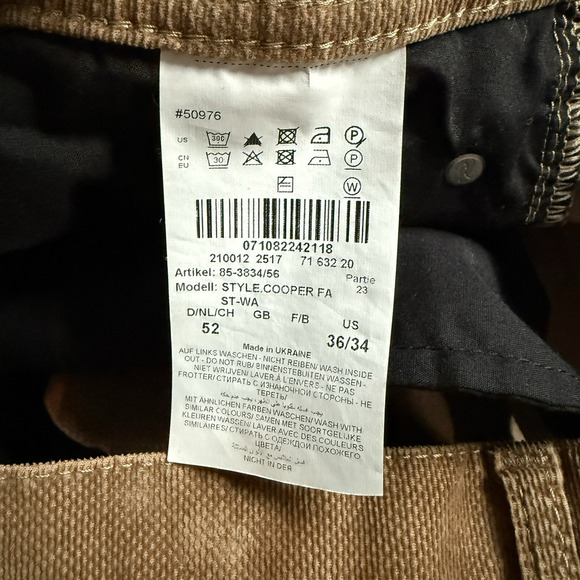 #50976
US 30C P
CN
EU 30 P
W
071082242118
210012 2517 71 632 20
Artikel: 85-3834/56 Partie
Modell: STYLE.COOPER FA 23
ST-WA
D/NL/CH GB F/B US
52 36/34
Made in UKRAINE
AUF LINKS WASCHEN - NICHT REIBEN/ WASH INSIDE
OUT - DO NOT RUB/ BINNENSTEBUITEN WASSEN -
NIET WRIJVEN/ LAVER À L'ENVERS - NE PAS
FROTTER/ СТИРАТЬ С ИЗНАНОЧНОЙ СТОРОНЫ - НЕ
ТЕРЕТЬ/
MIT ÄHNLICHEN FARBEN WASCHEN/ WASH WITH
SIMILAR COLOURS/ SAMEN MET SOORTGELIJKE
KLEUREN WASSEN/ LAVER AVEC DES COULEURS
SIMILAIRES/ СТИРАТЬ С ОДЕЖДОЙ ПОХОЖЕГО
ЦВЕТА/
NICHT IN DER